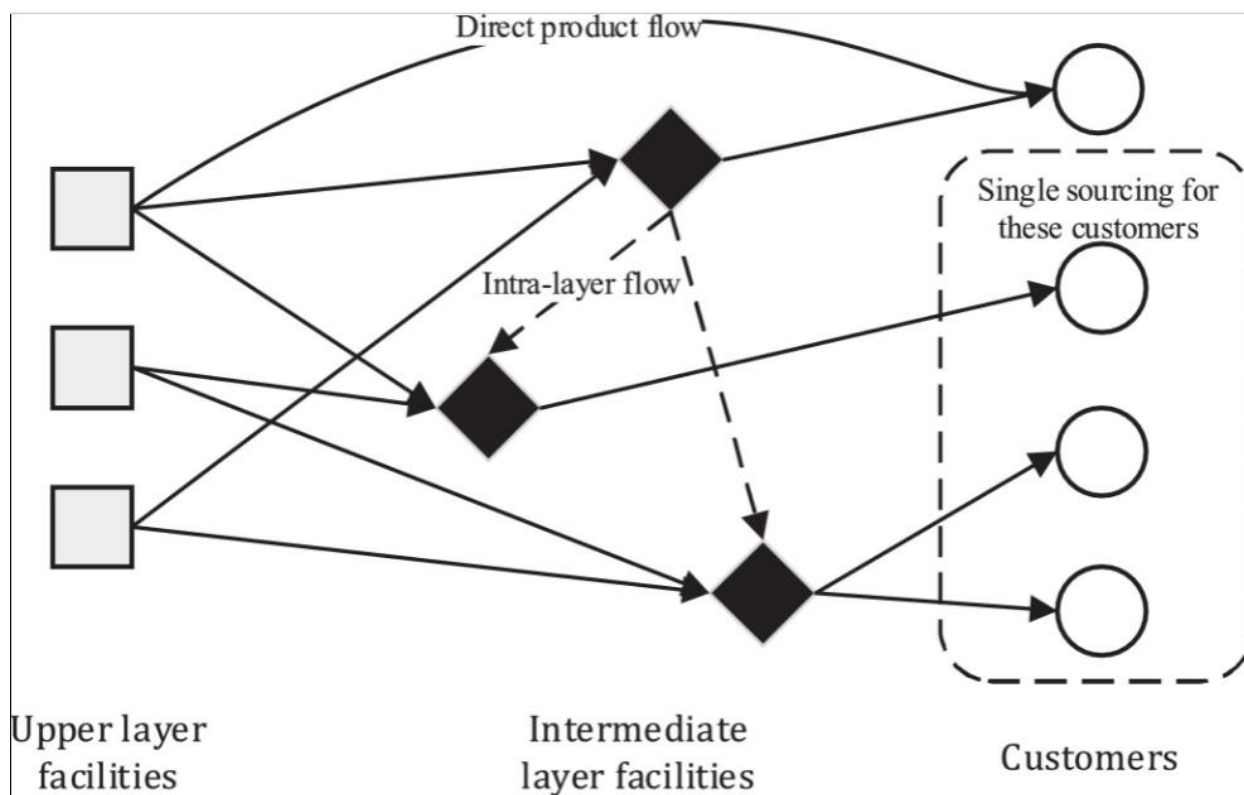 Direct product flow
Single sourcing for
these customers
Intra-layer flow
Upper layer
facilities
Intermediate
layer facilities
Customers